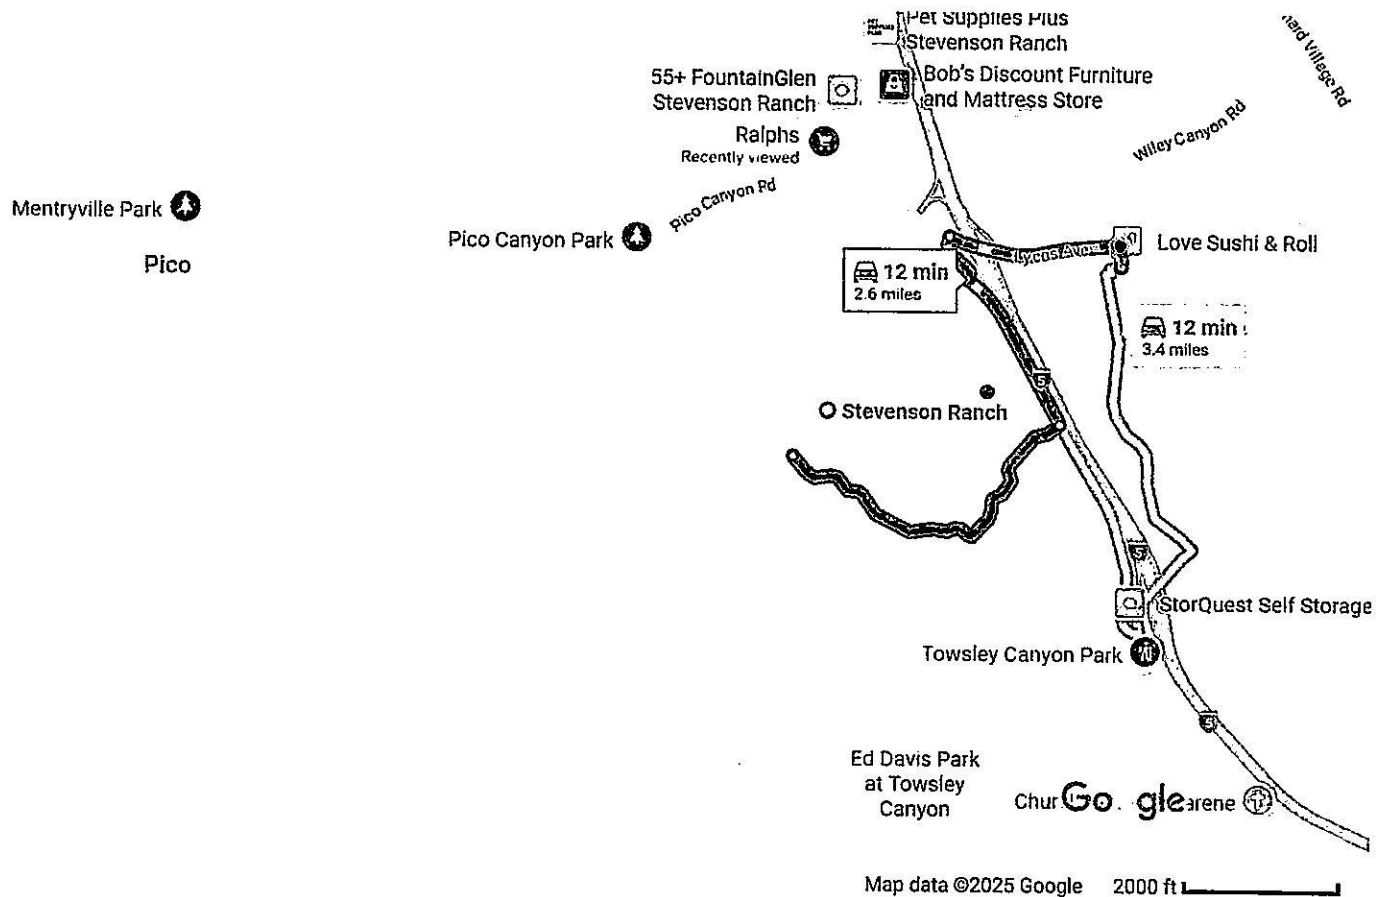 Pet Supplies Plus
Stevenson Ranch
55+ FountainGlen
Stevenson Ranch
Bob's Discount Furniture
and Mattress Store
Ralphs
Recently viewed
Wiley Canyon Rd
Village Rd
Pico Canyon Rd
Mentryville Park
Pico
Pico Canyon Park
Lycos Ave
Love Sushi & Roll
12 min
2.6 miles
12 min
3.4 miles
5
Stevenson Ranch
5
StorQuest Self Storage
Towsley Canyon Park
5
Ed Davis Park
at Towsley
Canyon
Google
Map data ©2025 Google 2000 ft